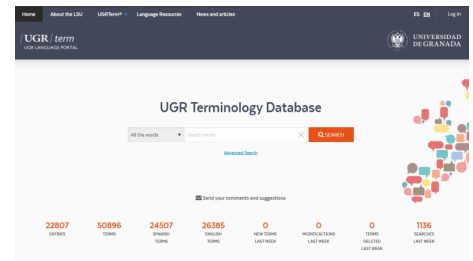 Home About the LSU UGRTerm® Language Resources News and articles ES EN Log in
/UGR/term
UGR LANGUAGE PORTAL
UNIVERSIDAD
DE GRANADA
UGR Terminology Database
All the words Search terms SEARCH
Advanced Search
Send your comments and suggestions
22807 50896 24507 26385 0 0 0 1136
ENTRIES TERMS SPANISH ENGLISH NEW TERMS MODIFICACTIONS TERMS SEARCHES
TERMS TERMS LAST WEEK LAST WEEK DELETED LAST WEEK
LAST WEEK